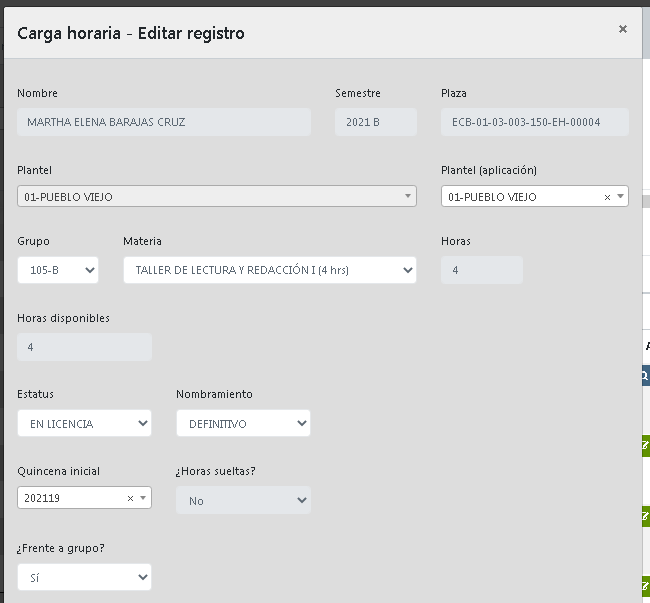 Carga horaria - Editar registro
×
Nombre Semestre Plaza
MARTHA ELENA BARAJAS CRUZ 2021 B ECB-01-03-003-150-EH-00004
Plantel Plantel (aplicación)
01-PUEBLO VIEJO 01-PUEBLO VIEJO ×
Grupo Materia Horas
105-B TALLER DE LECTURA Y REDACCIÓN I (4 hrs) 4
Horas disponibles
4
Estatus Nombramiento
EN LICENCIA DEFINITIVO
Quincena inicial ¿Horas sueltas?
202119 × No
¿Frente a grupo?
Sí